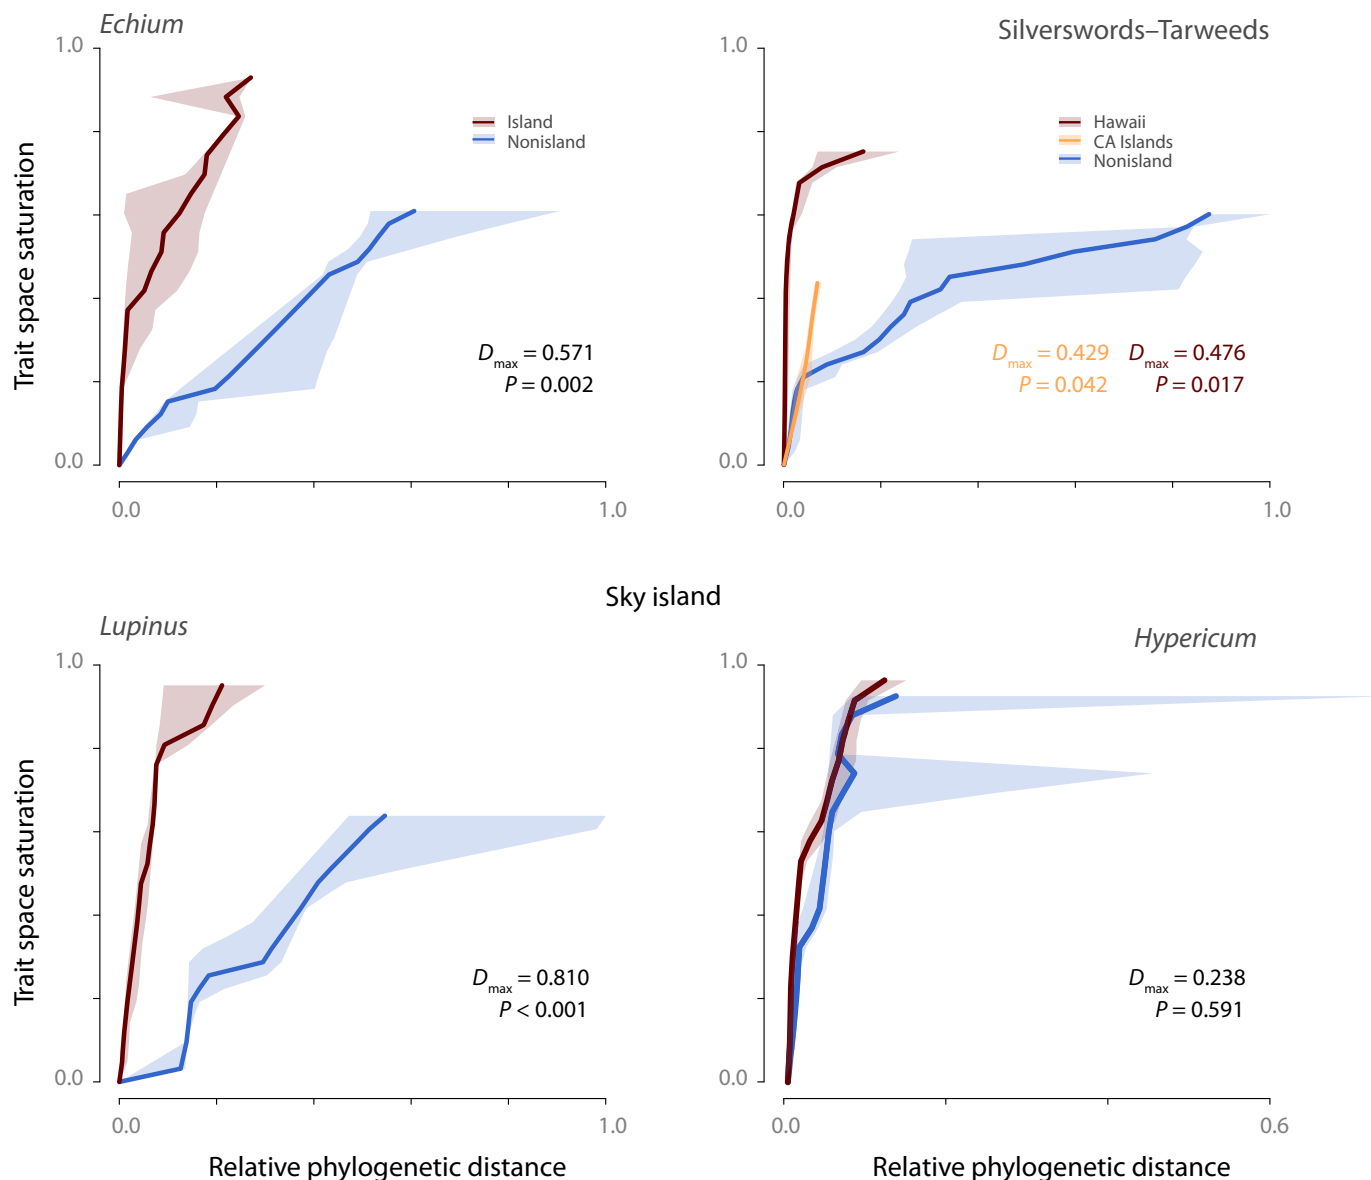 Echium
1.0
Trait space saturation
Island
Nonisland
D max = 0.571
P = 0.002
0.0
0.0
1.0
Silverswords–Tarweeds
1.0
Hawaii
CA Islands
Nonisland
D max = 0.429
P = 0.042
D max = 0.476
P = 0.017
0.0
0.0
1.0
Sky island
Lupinus
1.0
Trait space saturation
D max = 0.810
P < 0.001
0.0
0.0
1.0
Relative phylogenetic distance
Hypericum
1.0
D max = 0.238
P = 0.591
0.0
0.0
0.6
Relative phylogenetic distance